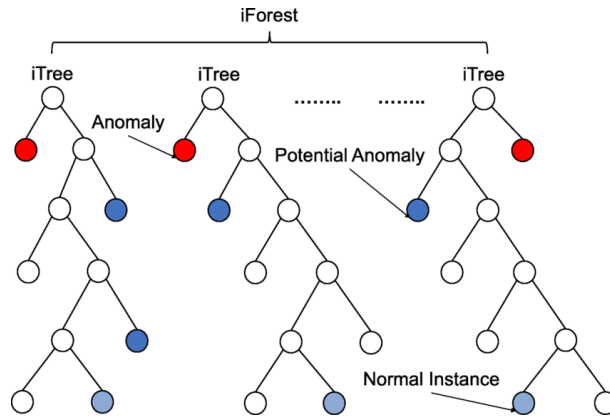 iForest
iTree
iTree
iTree
........
........
Anomaly
Potential Anomaly
Normal Instance